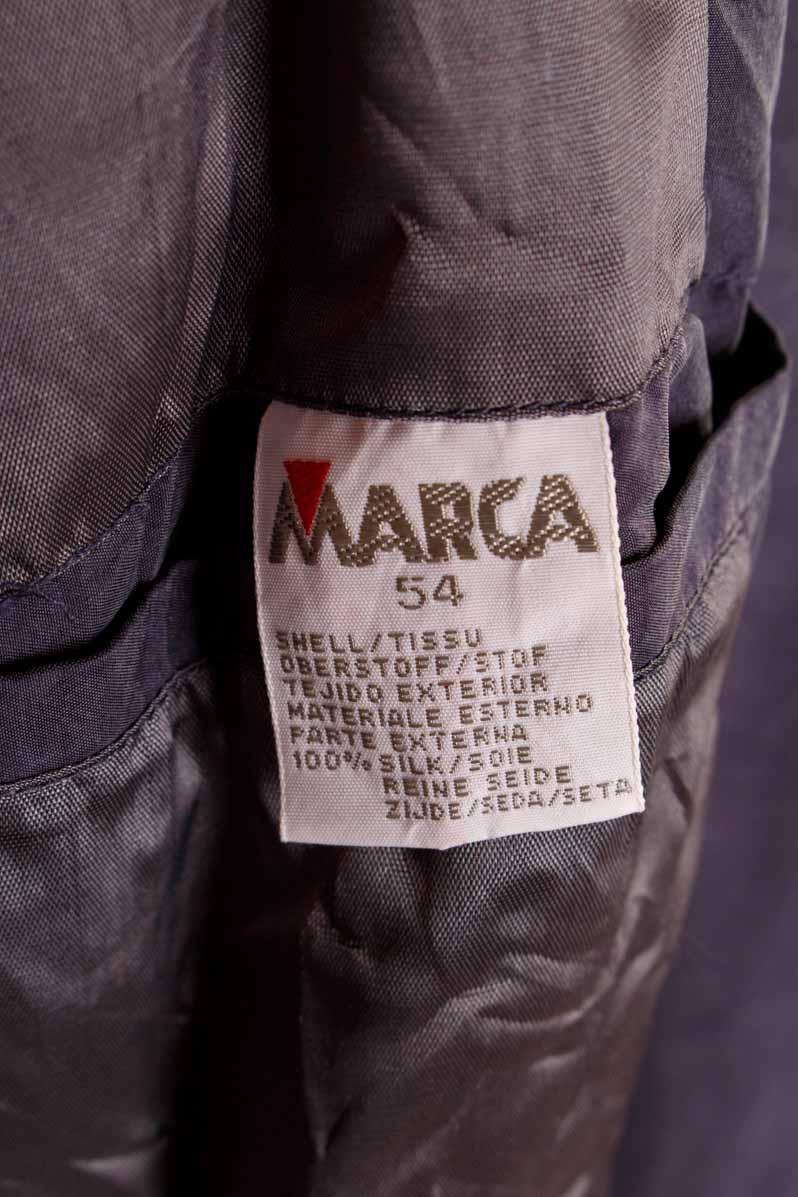 MARCA
54
SHELL/TISSU
OBERSTOFF/STOF
TEJIDO EXTERIOR
MATERIALE ESTERNO
PARTE EXTERNA
100% SILK/SOIE
REINE SEIDE
ZIJDE/SEDA/SETA